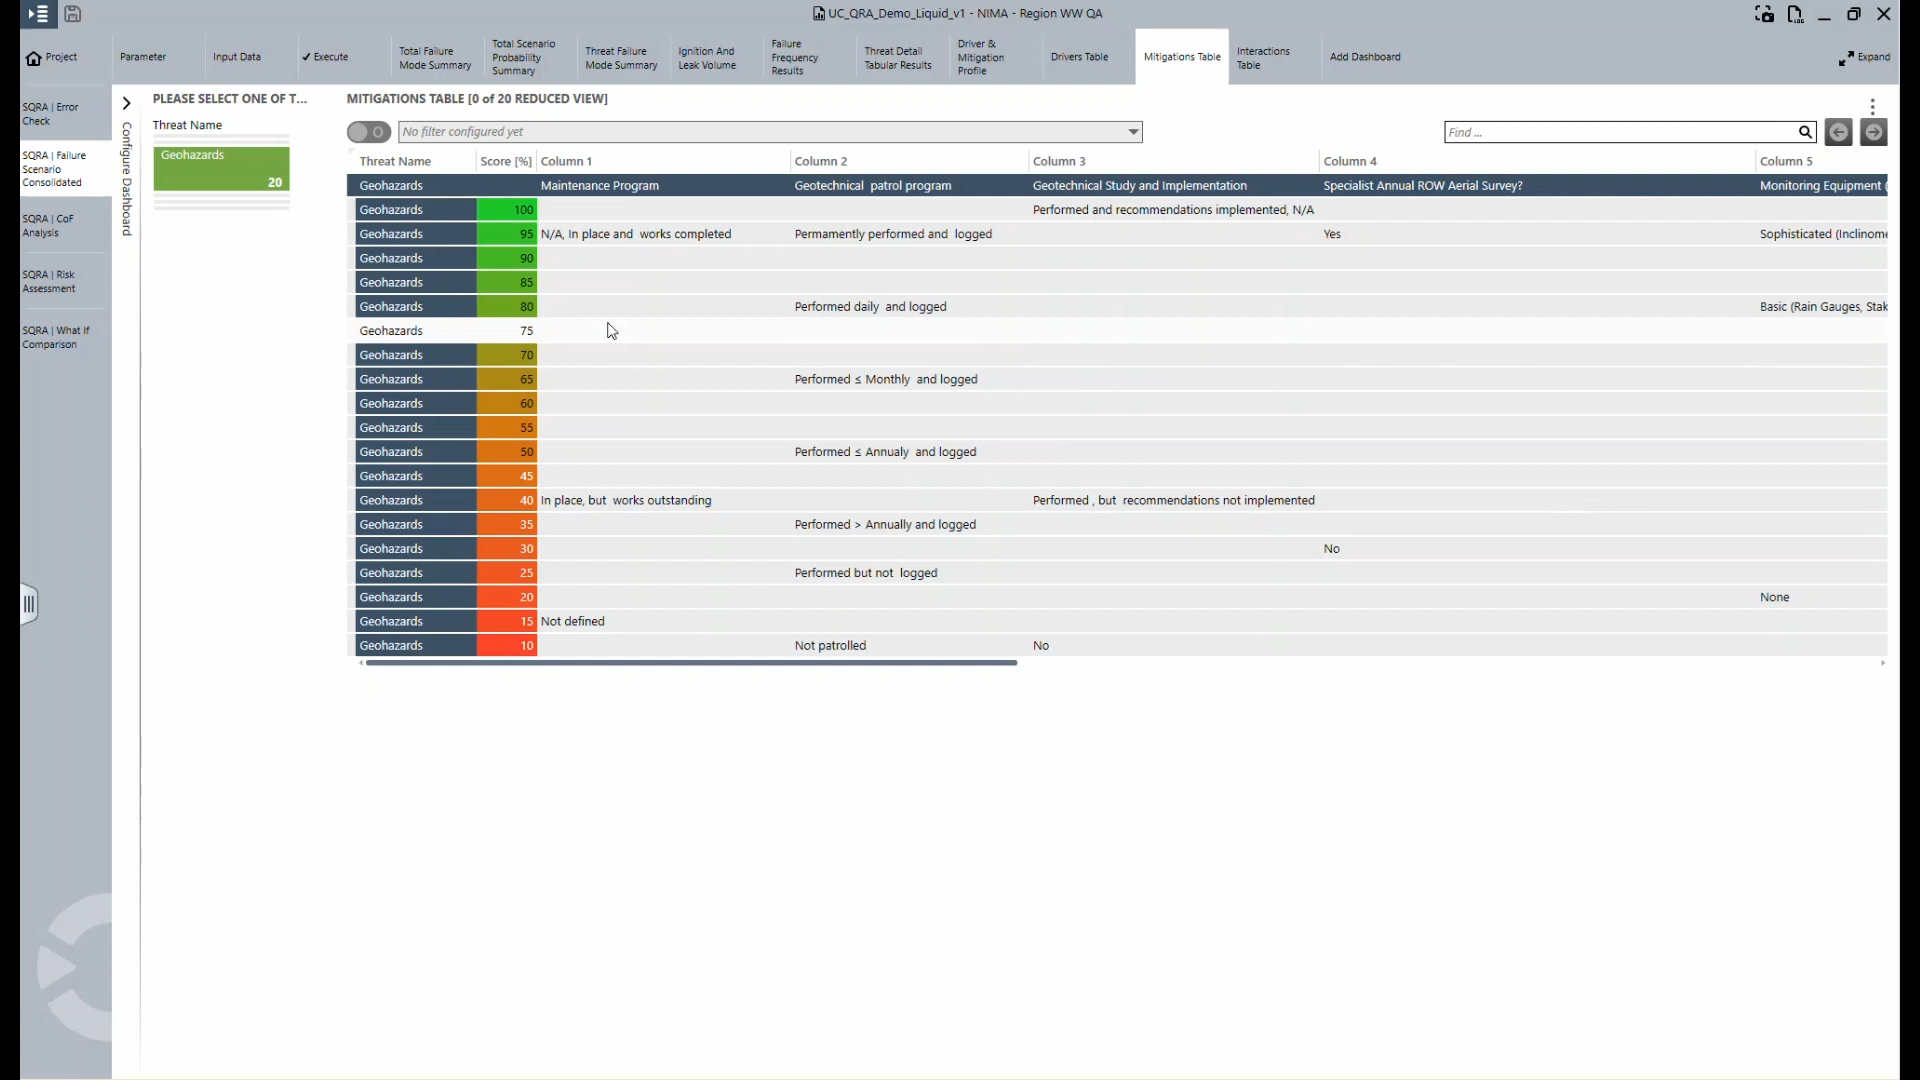 UC_QRA_Demo_Liquid_v1 - NIMA - Region WW QA
Project
Parameter
Input Data
Execute
Total Failure
Mode Summary
Total Scenario
Probability
Summary
Threat Failure
Mode Summary
Ignition And
Leak Volume
Failure
Frequency
Results
Threat Detail
Tabular Results
Driver &
Mitigation
Profile
Drivers Table
Mitigations Table
Interactions
Table
Add Dashboard
Expand
SQRA | Error
Check
SQRA | Failure
Scenario
Consolidated
SQRA | CoF
Analysis
SQRA | Risk
Assessment
SQRA | What If
Comparison
Configure Dashboard
PLEASE SELECT ONE OF T...
Threat Name
Geohazards
20
MITIGATIONS TABLE [0 of 20 REDUCED VIEW]
No filter configured yet
Find ...
Threat Name Score [%] Column 1 Column 2 Column 3 Column 4 Column 5
Geohazards Maintenance Program Geotechnical patrol program Geotechnical Study and Implementation Specialist Annual ROW Aerial Survey? Monitoring Equipment (
Geohazards 100 Performed and recommendations implemented, N/A
Geohazards 95 N/A, In place and works completed Permamently performed and logged Yes Sophisticated (Inclinome
Geohazards 90
Geohazards 85
Geohazards 80 Performed daily and logged Basic (Rain Gauges, Stak
Geohazards 75
Geohazards 70
Geohazards 65 Performed ≤ Monthly and logged
Geohazards 60
Geohazards 55
Geohazards 50 Performed ≤ Annualy and logged
Geohazards 45
Geohazards 40 In place, but works outstanding Performed , but recommendations not implemented
Geohazards 35 Performed > Annually and logged
Geohazards 30 No
Geohazards 25 Performed but not logged
Geohazards 20 None
Geohazards 15 Not defined
Geohazards 10 Not patrolled No